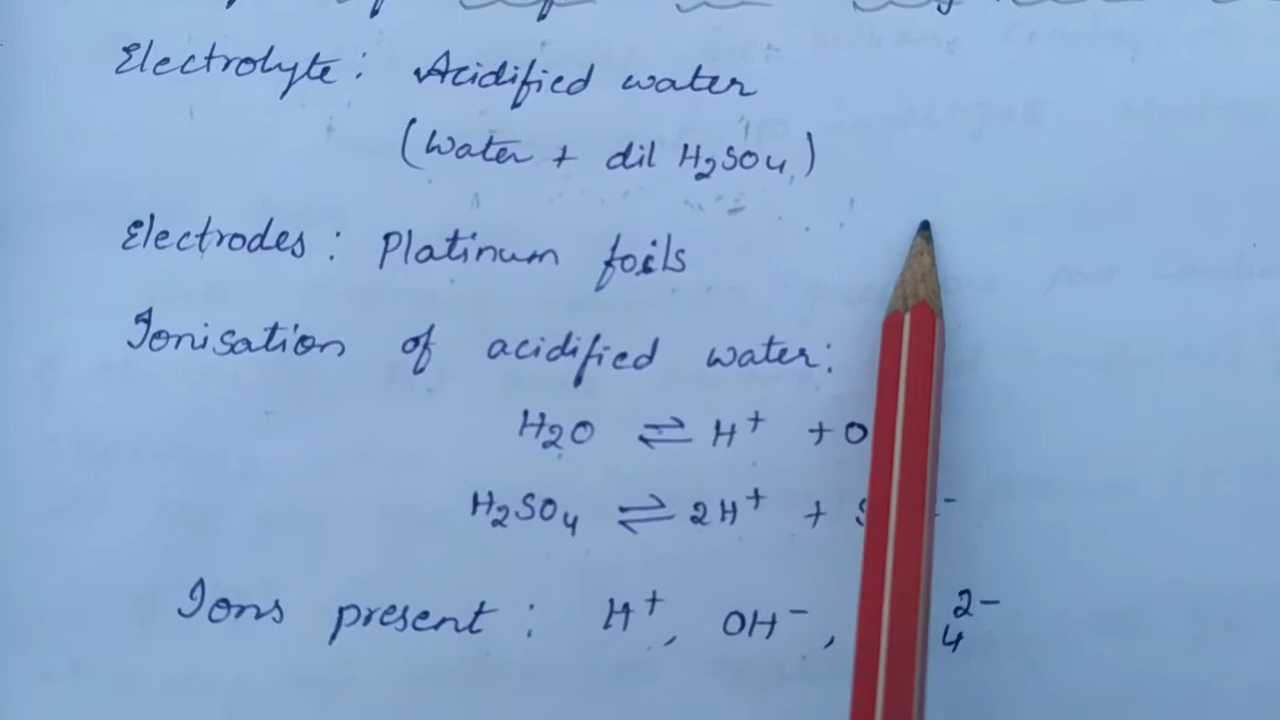 Electrolyte: Acidified water
(Water + dil H₂SO₄)
Electrodes: Platinum foils
Ionisation of acidified water:
H₂O ⇌ H⁺ + O
H₂SO₄ ⇌ 2H⁺ + S ⁻
Ions present: H⁺, OH⁻, ₄²⁻